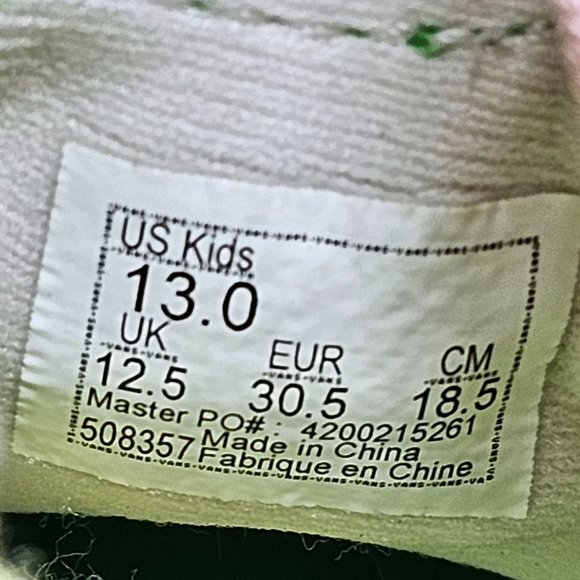 US Kids
13.0
UK EUR CM
12.5 30.5 18.5
Master PO# : 4200215261
508357 Made in China
Fabrique en Chine